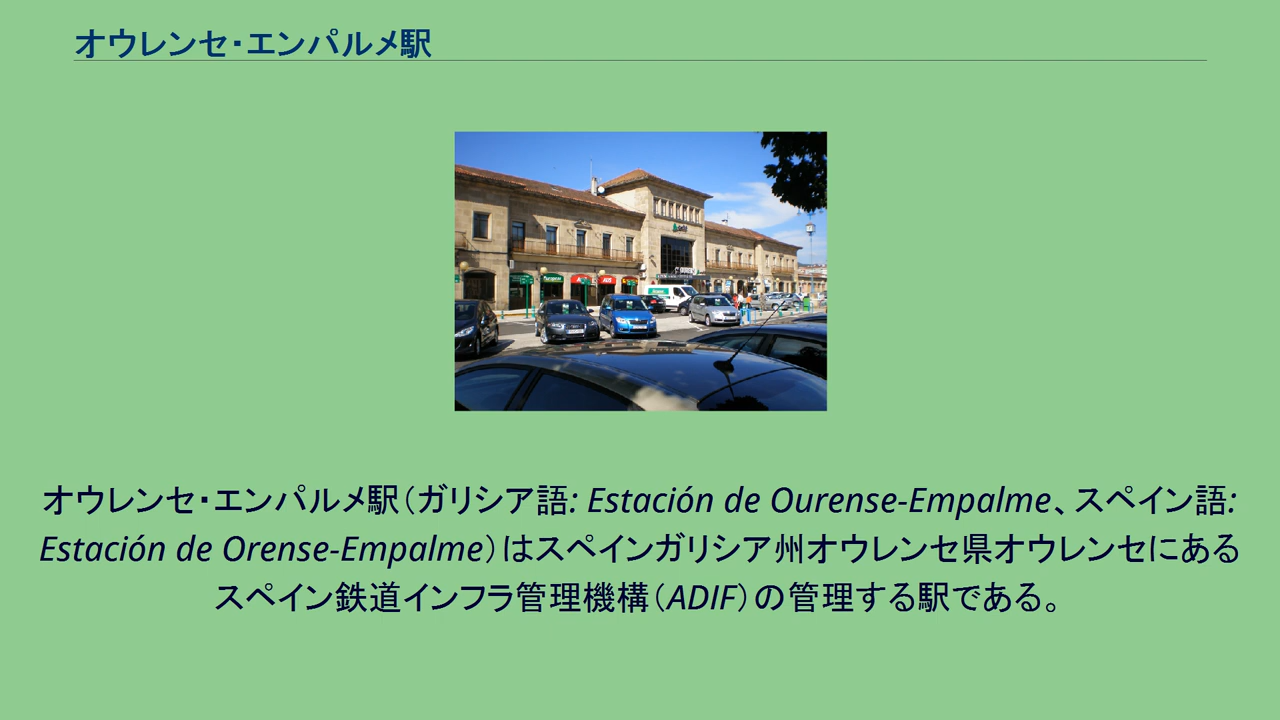 オウレンセ・エンパルメ駅
オウレンセ・エンパルメ駅（ガリシア語: Estación de Ourense-Empalme、スペイン語:
Estación de Orense-Empalme）はスペインガリシア州オウレンセ県オウレンセにある
スペイン鉄道インフラ管理機構（ADIF）の管理する駅である。